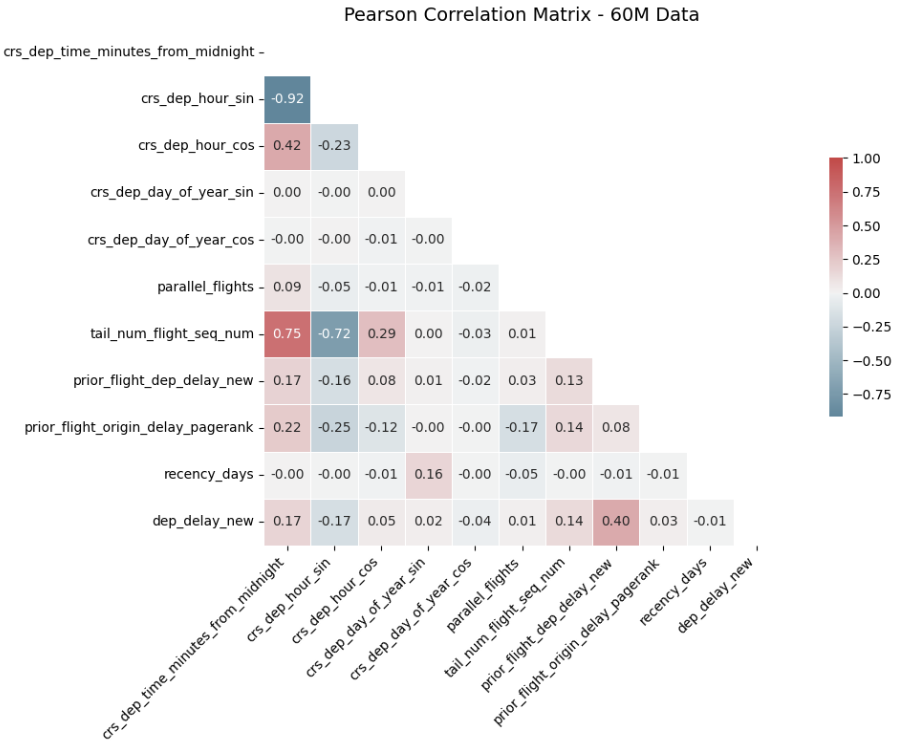 Pearson Correlation Matrix - 60M Data
crs_dep_time_minutes_from_midnight
crs_dep_hour_sin -0.92
crs_dep_hour_cos 0.42 -0.23
crs_dep_day_of_year_sin 0.00 -0.00 0.00
crs_dep_day_of_year_cos -0.00 -0.00 -0.01 -0.00
parallel_flights 0.09 -0.05 -0.01 -0.01 -0.02
tail_num_flight_seq_num 0.75 -0.72 0.29 0.00 -0.03 0.01
prior_flight_dep_delay_new 0.17 -0.16 0.08 0.01 -0.02 0.03 0.13
prior_flight_origin_delay_pagerank 0.22 -0.25 -0.12 -0.00 -0.00 -0.17 0.14 0.08
recency_days -0.00 -0.00 -0.01 0.16 -0.00 -0.05 -0.00 -0.01 -0.01
dep_delay_new 0.17 -0.17 0.05 0.02 -0.04 0.01 0.14 0.40 0.03 -0.01
crs_dep_time_minutes_from_midnight
crs_dep_hour_sin
crs_dep_hour_cos
crs_dep_day_of_year_sin
crs_dep_day_of_year_cos
parallel_flights
tail_num_flight_seq_num
prior_flight_dep_delay_new
prior_flight_origin_delay_pagerank
recency_days
dep_delay_new
1.00
0.75
0.50
0.25
0.00
−0.25
−0.50
−0.75